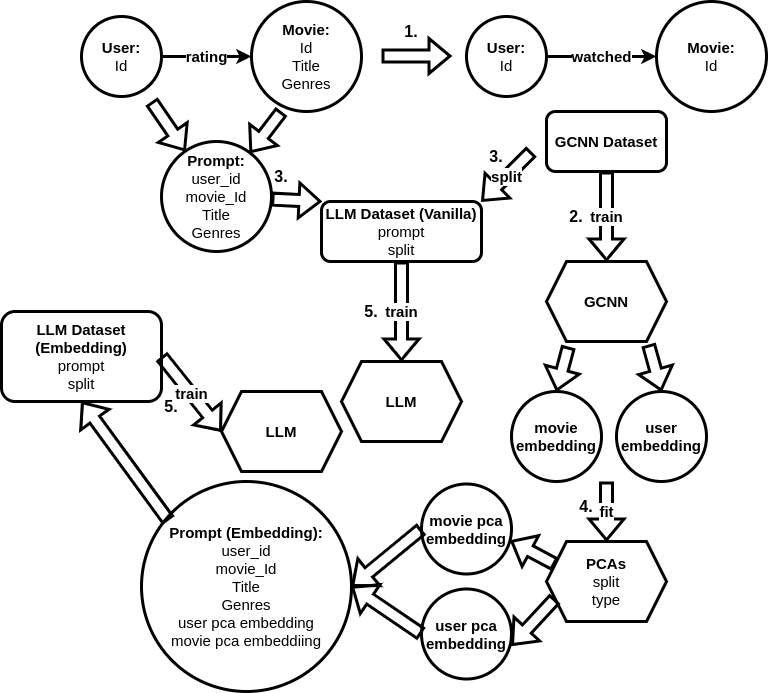 User:
Id
rating
Movie:
Id
Title
Genres
1.
User:
Id
watched
Movie:
Id
Prompt:
user_id
movie_Id
Title
Genres
3.
LLM Dataset (Vanilla)
prompt
split
3.
split
GCNN Dataset
2. train
GCNN
movie
embedding
user
embedding
5. train
LLM
LLM Dataset
(Embedding)
prompt
split
train
5.
LLM
4. fit
PCAs
split
type
movie pca
embedding
user pca
embedding
Prompt (Embedding):
user_id
movie_Id
Title
Genres
user pca embedding
movie pca embeddiing